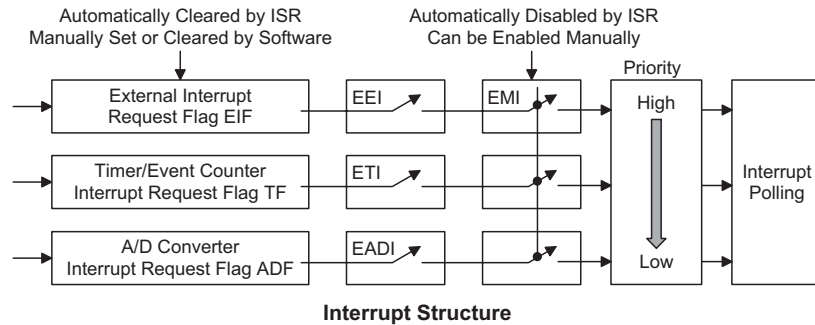 Automatically Cleared by ISR
Manually Set or Cleared by Software
Automatically Disabled by ISR
Can be Enabled Manually
Priority
External Interrupt
Request Flag EIF
EEI
EMI
High
Timer/Event Counter
Interrupt Request Flag TF
ETI
Interrupt
Polling
A/D Converter
Interrupt Request Flag ADF
EADI
Low
Interrupt Structure